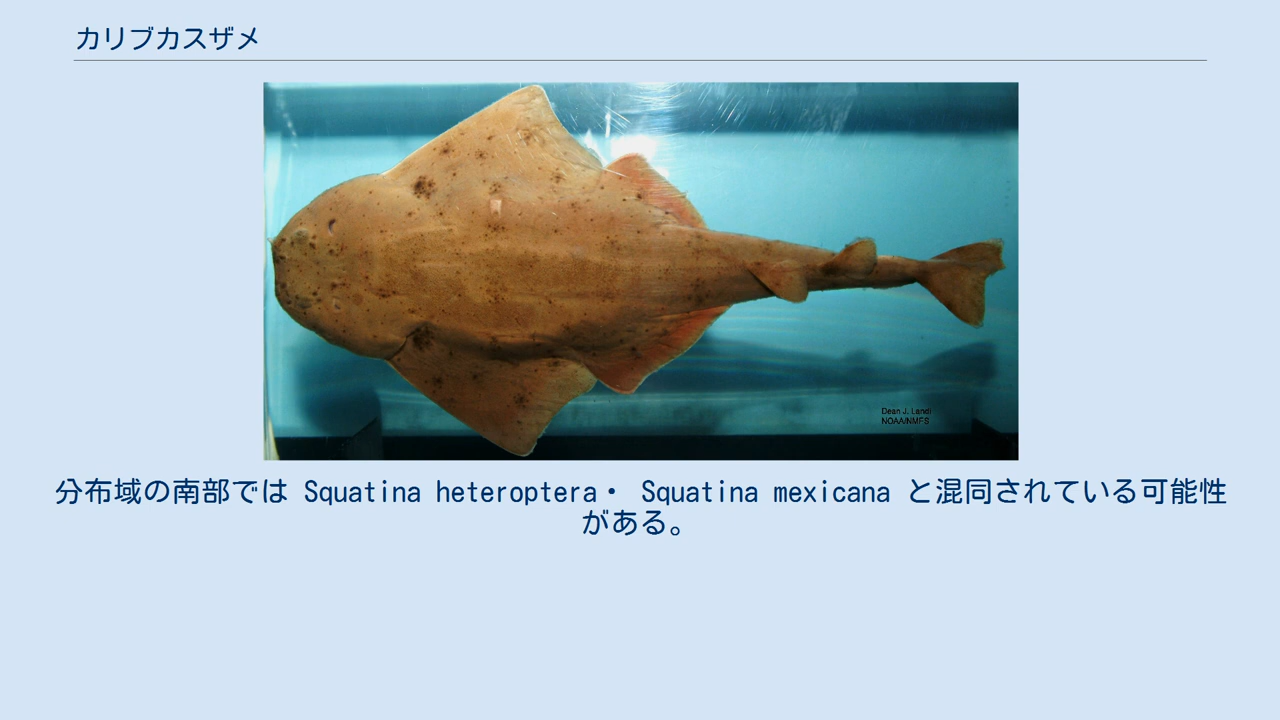 カリブカスザメ
Dean J. Landi
NOAA/NMFS
分布域の南部では Squatina heteroptera・ Squatina mexicana と混同されている可能性
がある。